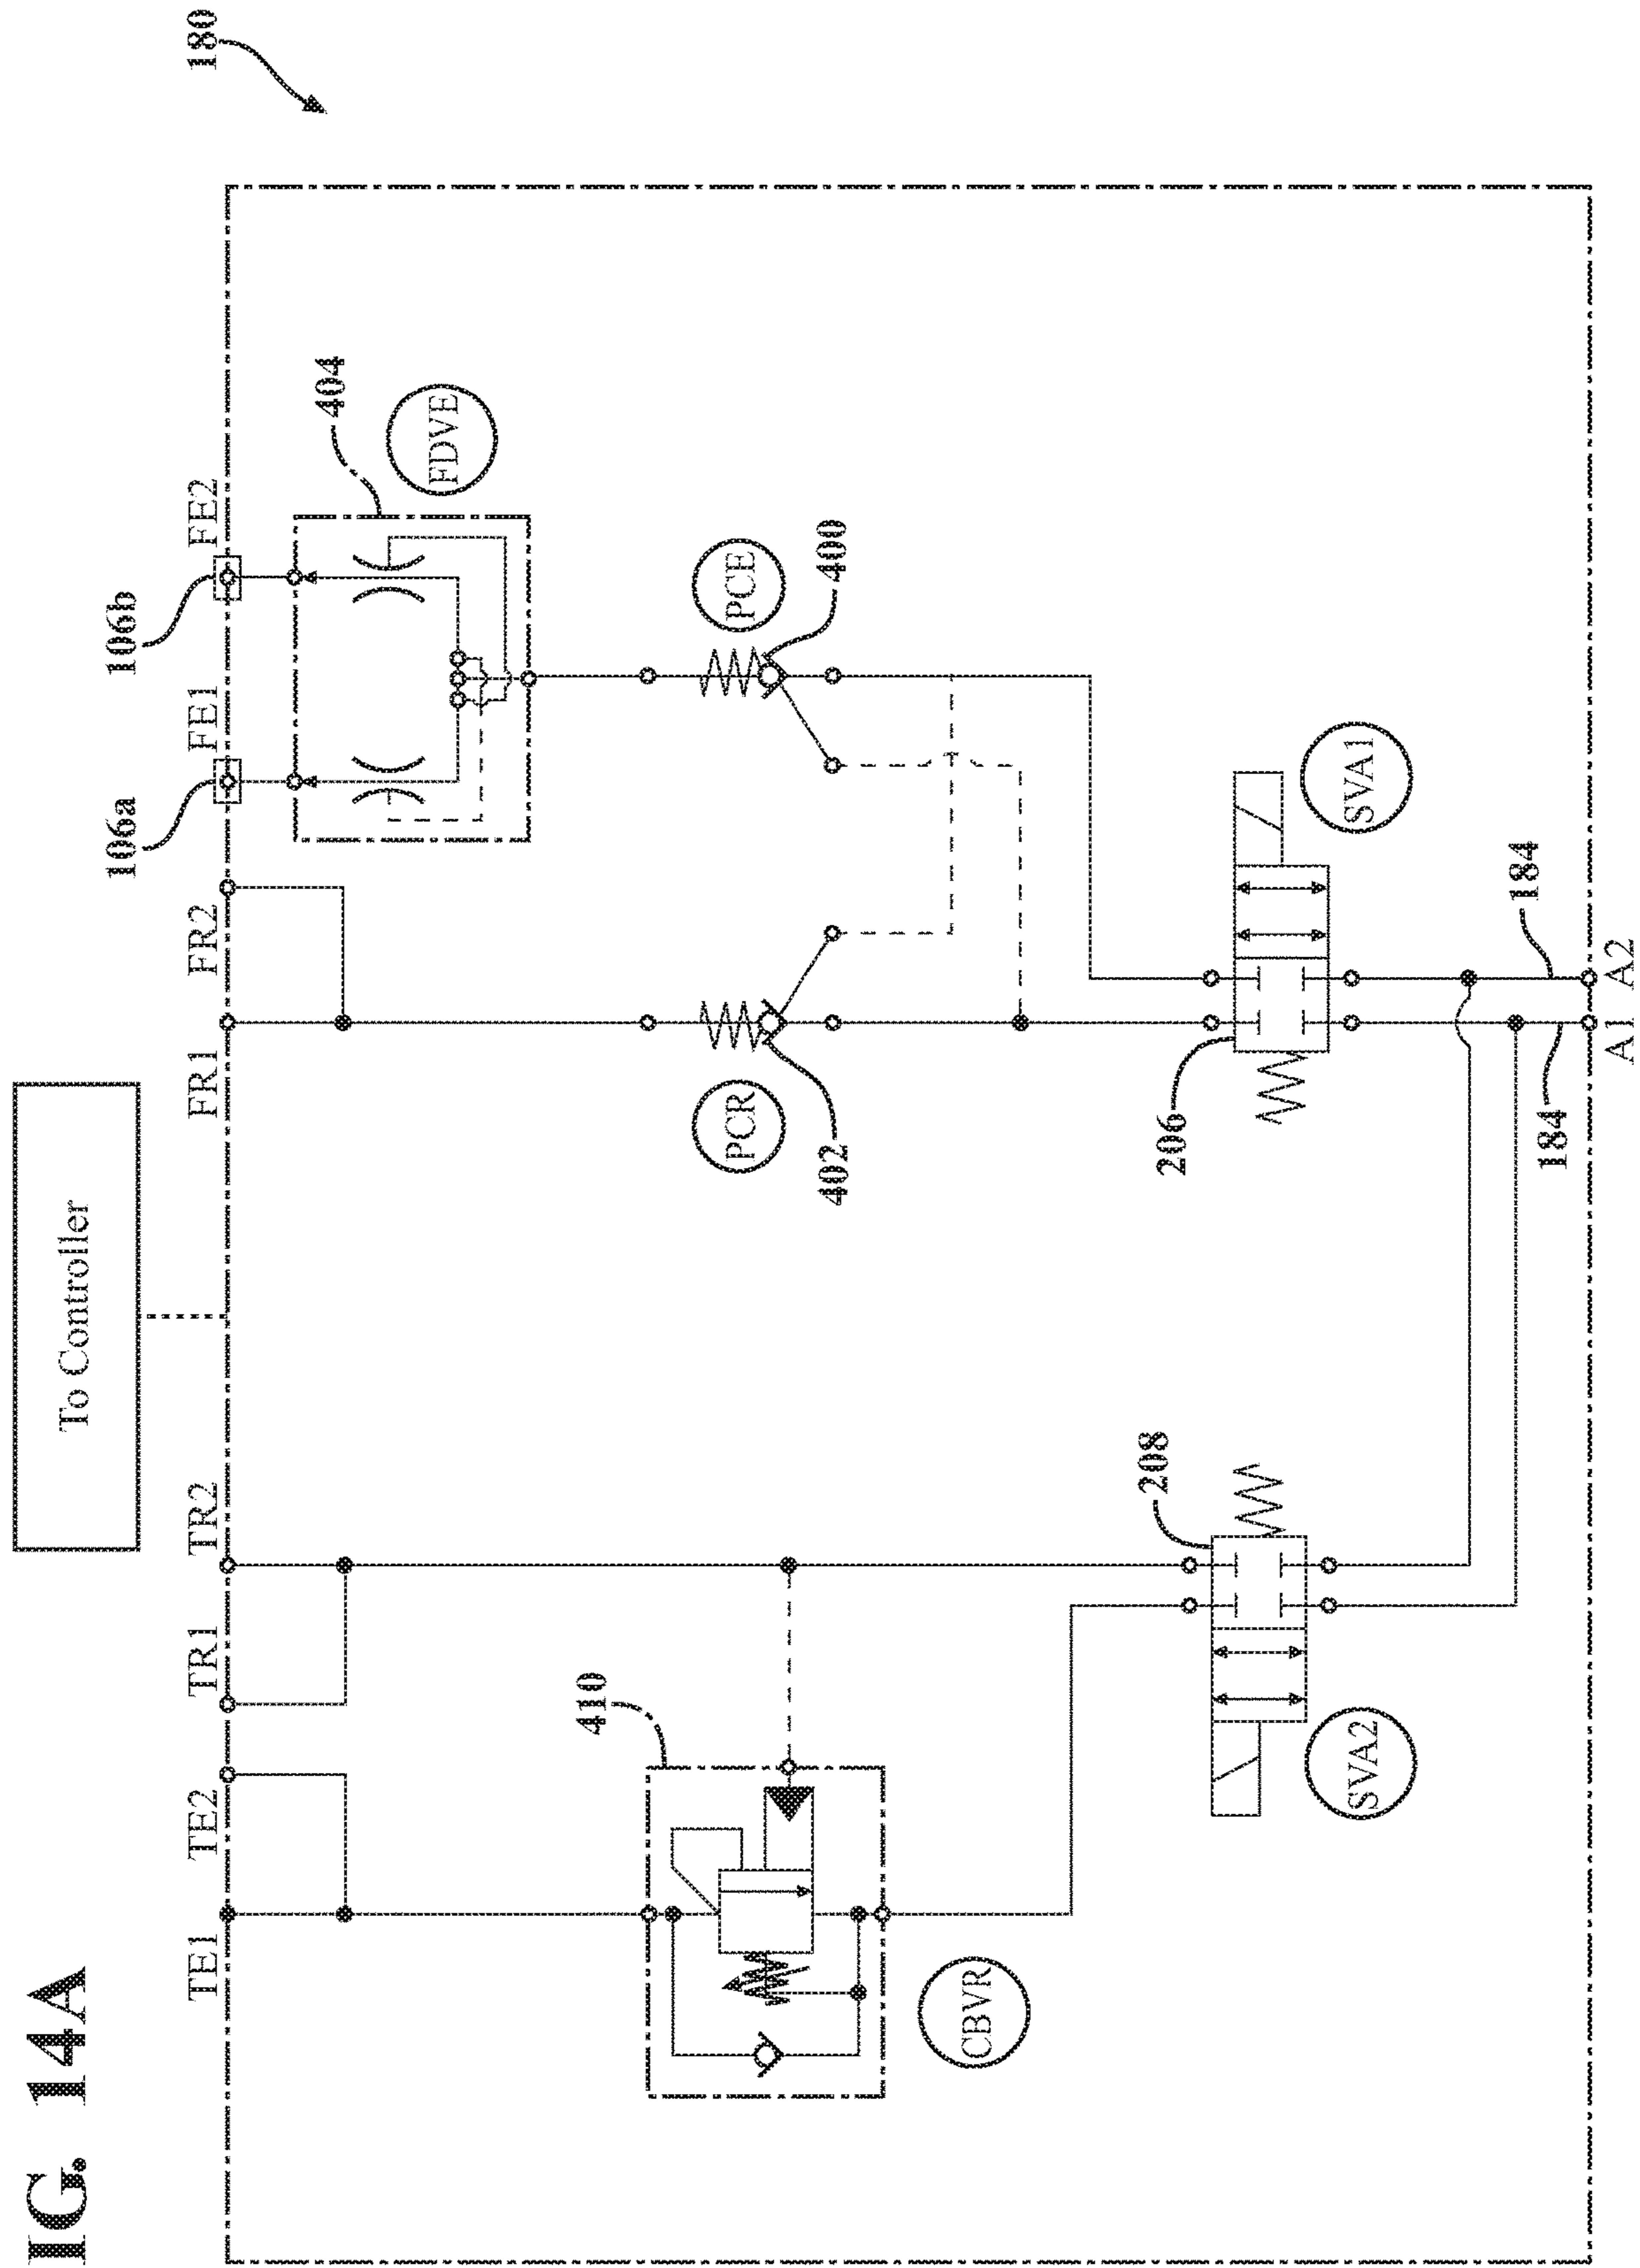 IG. 14A
To Controller
180
TE1
TE2
TR1
TR2
FR1
FR2
FE1
FE2
106a
106b
404
FDVE
410
CBVR
PCR
402
PCE
400
208
SVA2
206
SVA1
184
184
A1
A2